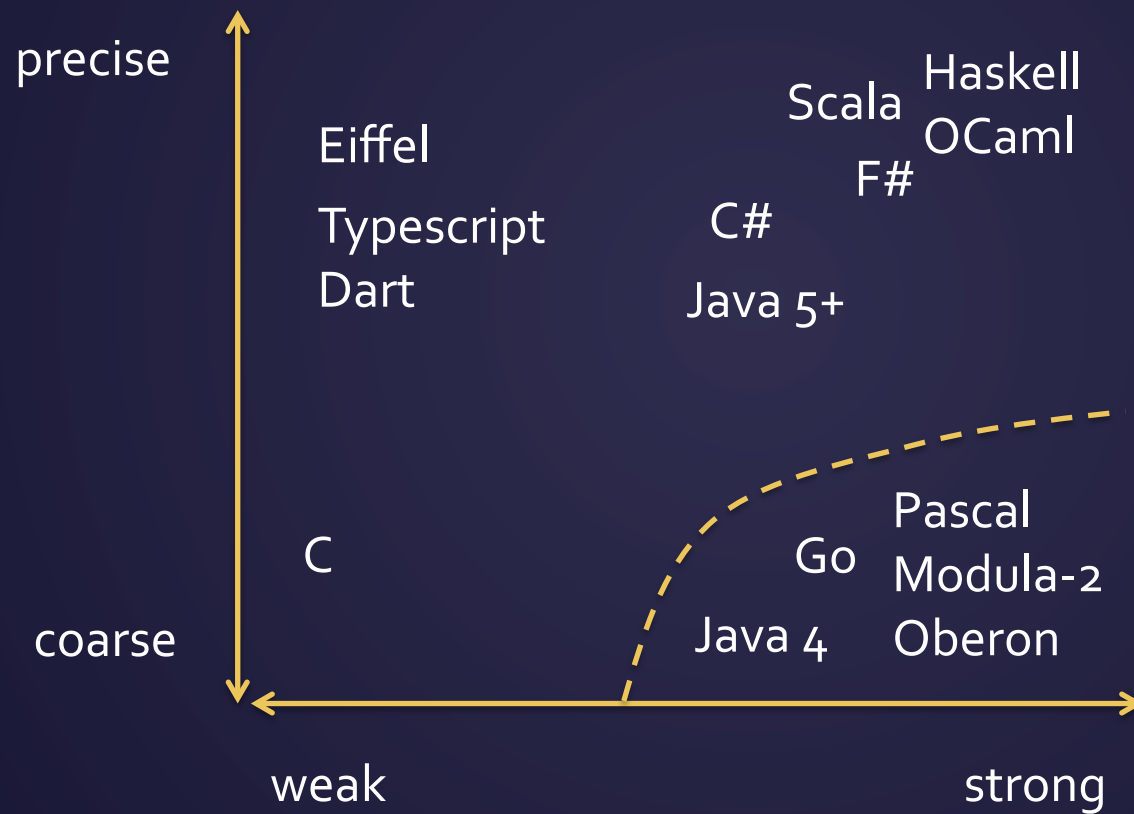 precise
Haskell
Scala
OCaml
Eiffel
F#
Typescript
C#
Dart
Java 5+
Pascal
C
Go
Modula-2
coarse
Java 4
Oberon
weak
strong